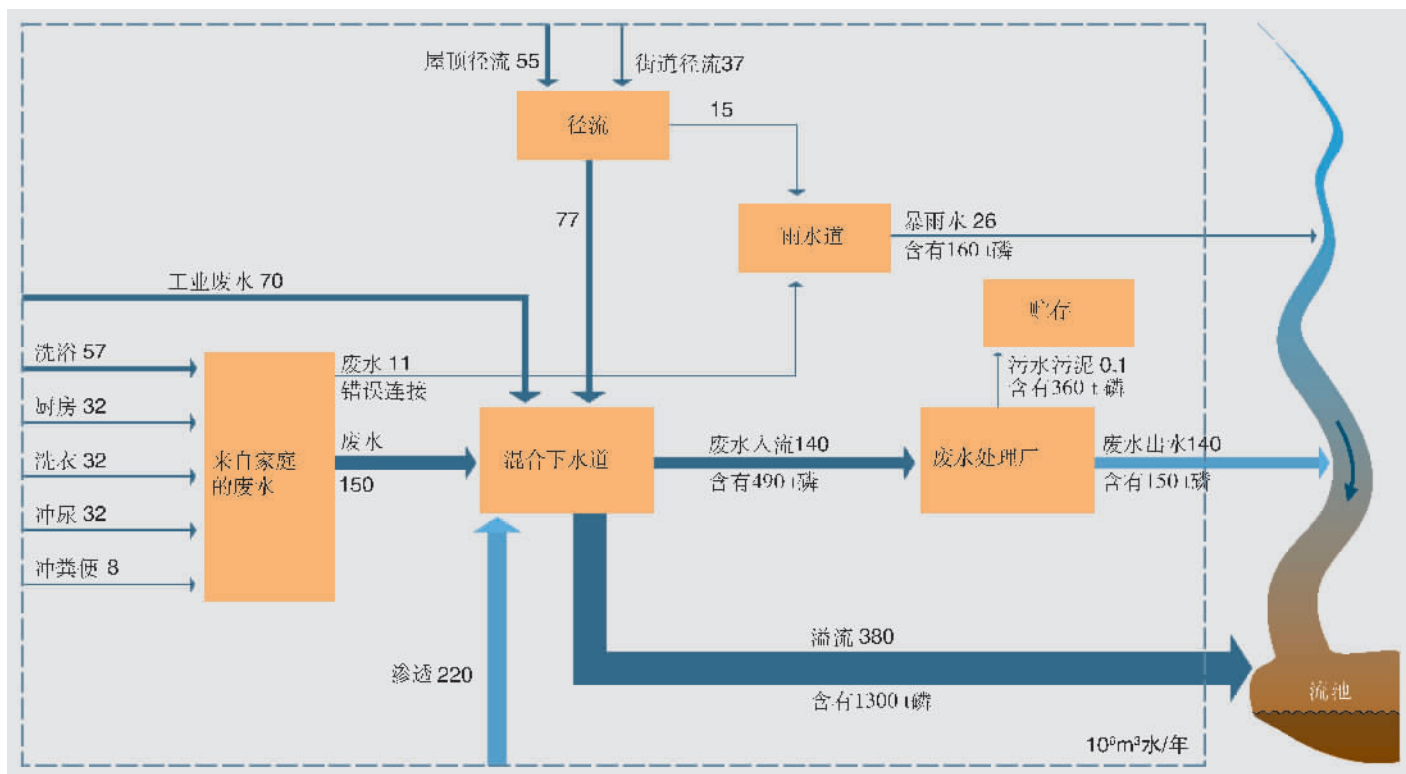 屋顶径流 55
街道径流37
径流
15
77
雨水道
暴雨水 26
含有160 t磷
工业废水 70
贮存
洗浴 57
废水 11
错误连接
污水污泥 0.1
含有360 t磷
厨房 32
洗衣 32
来自家庭
的废水
废水
150
混合下水道
废水入流140
含有490 t磷
废水处理厂
废水出水140
含有150 t磷
冲尿 32
冲粪便 8
渗透 220
溢流 380
含有1300 t磷
流池
10⁶m³水/年